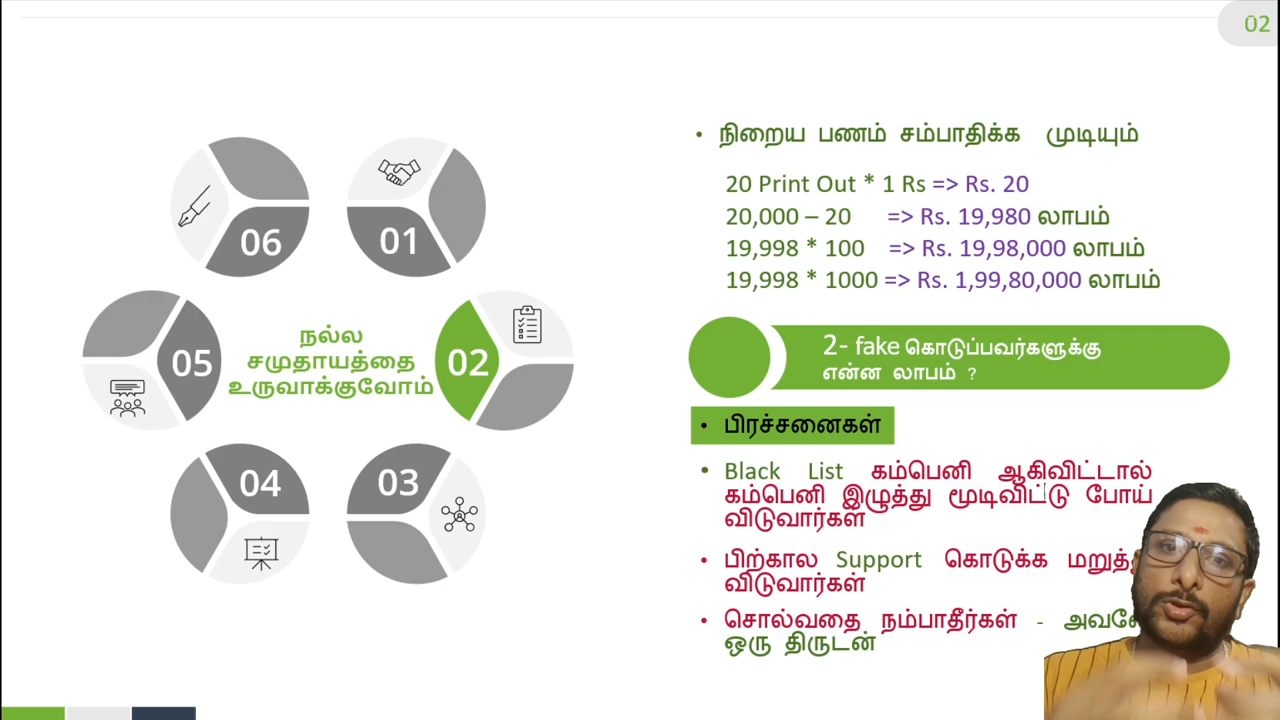 02
நிறைய பணம் சம்பாதிக்க முடியும்
20 Print Out * 1 Rs => Rs. 20
20,000 – 20 => Rs. 19,980 லாபம்
19,998 * 100 => Rs. 19,98,000 லாபம்
19,998 * 1000 => Rs. 1,99,80,000 லாபம்
06
01
05
நல்ல
சமுதாயத்தை
உருவாக்குவோம்
02
04
03
2- fake கொடுப்பவர்களுக்கு
என்ன லாபம் ?
பிரச்சனைகள்
Black List கம்பெனி ஆகிவிட்டால்
கம்பெனி இழுத்து மூடிவிட்டு போய்
விடுவார்கள்
பிற்கால Support கொடுக்க
விடுவார்கள்
சொல்வதை நம்பாதீர்கள் -
ஒரு திருடன்